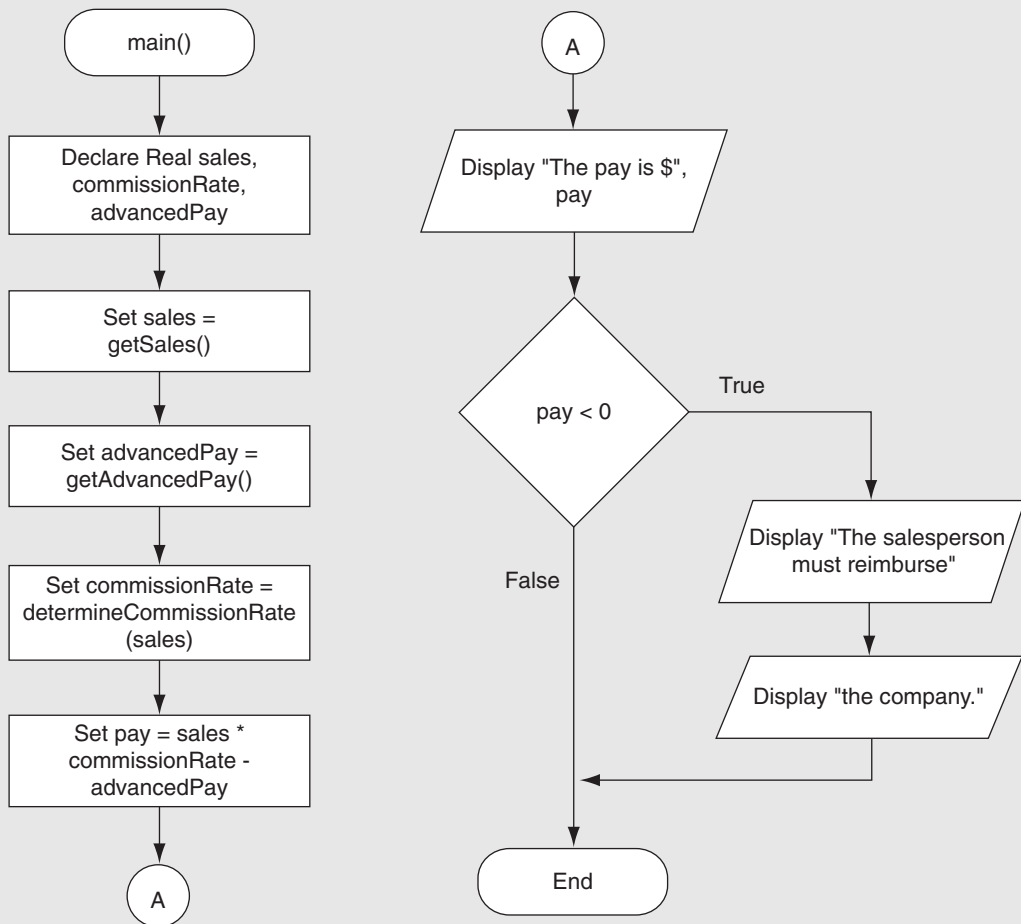 main()
Declare Real sales,
commissionRate,
advancedPay
Set sales =
getSales()
Set advancedPay =
getAdvancedPay()
Set commissionRate =
determineCommissionRate
(sales)
Set pay = sales *
commissionRate -
advancedPay
A
A
Display "The pay is $",
pay
pay < 0
True
False
Display "The salesperson
must reimburse"
Display "the company."
End